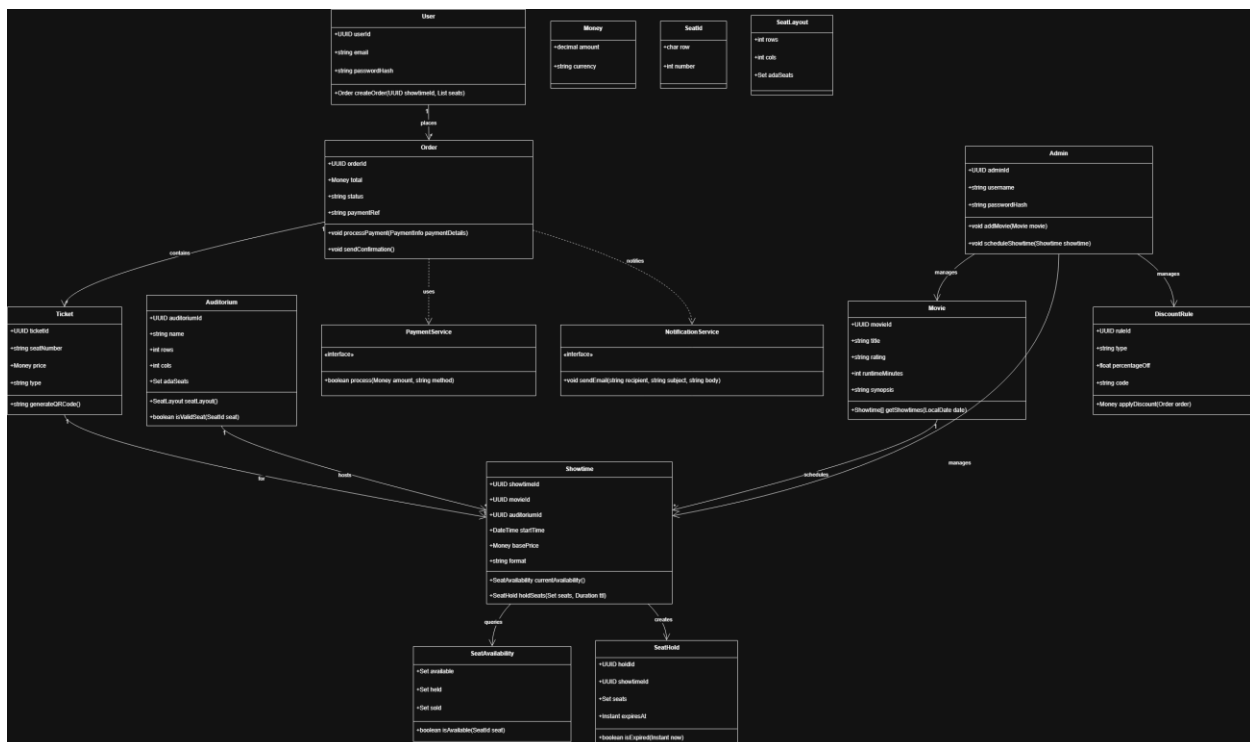 User
+UUID userId
+string email
+string passwordHash
+Order createOrder(UUID showtimeId, List seats)
Money
+decimal amount
+string currency
SeatId
+char row
+int number
SeatLayout
+int rows
+int cols
+Set adaSeats
1
places
*
Order
+UUID orderId
+Money total
+string status
+string paymentRef
+void processPayment(PaymentInfo paymentDetails)
+void sendConfirmation()
Admin
+UUID adminId
+string username
+string passwordHash
+void addMovie(Movie movie)
+void scheduleShowtime(Showtime showtime)
1
contains
*
uses
notifies
manages
manages
Ticket
+UUID ticketId
+string seatNumber
+Money price
+string type
+string generateQRCode()
Auditorium
+UUID auditoriumId
+string name
+int rows
+int cols
+Set adaSeats
+SeatLayout seatLayout()
+boolean isValidSeat(SeatId seat)
PaymentService
«interface»
+boolean process(Money amount, string method)
NotificationService
«interface»
+void sendEmail(string recipient, string subject, string body)
Movie
+UUID movieId
+string title
+string rating
+int runtimeMinutes
+string synopsis
+Showtime[] getShowtimes(LocalDate date)
DiscountRule
+UUID ruleId
+string type
+float percentageOff
+string code
+Money applyDiscount(Order order)
1
1
1
for
hosts
schedules
manages
Showtime
+UUID showtimeId
+UUID movieId
+UUID auditoriumId
+DateTime startTime
+Money basePrice
+string format
+SeatAvailability currentAvailability()
+SeatHold holdSeats(Set seats, Duration ttl)
queries
creates
SeatAvailability
+Set available
+Set held
+Set sold
+boolean isAvailable(SeatId seat)
SeatHold
+UUID holdId
+UUID showtimeId
+Set seats
+Instant expiresAt
+boolean isExpired(Instant now)